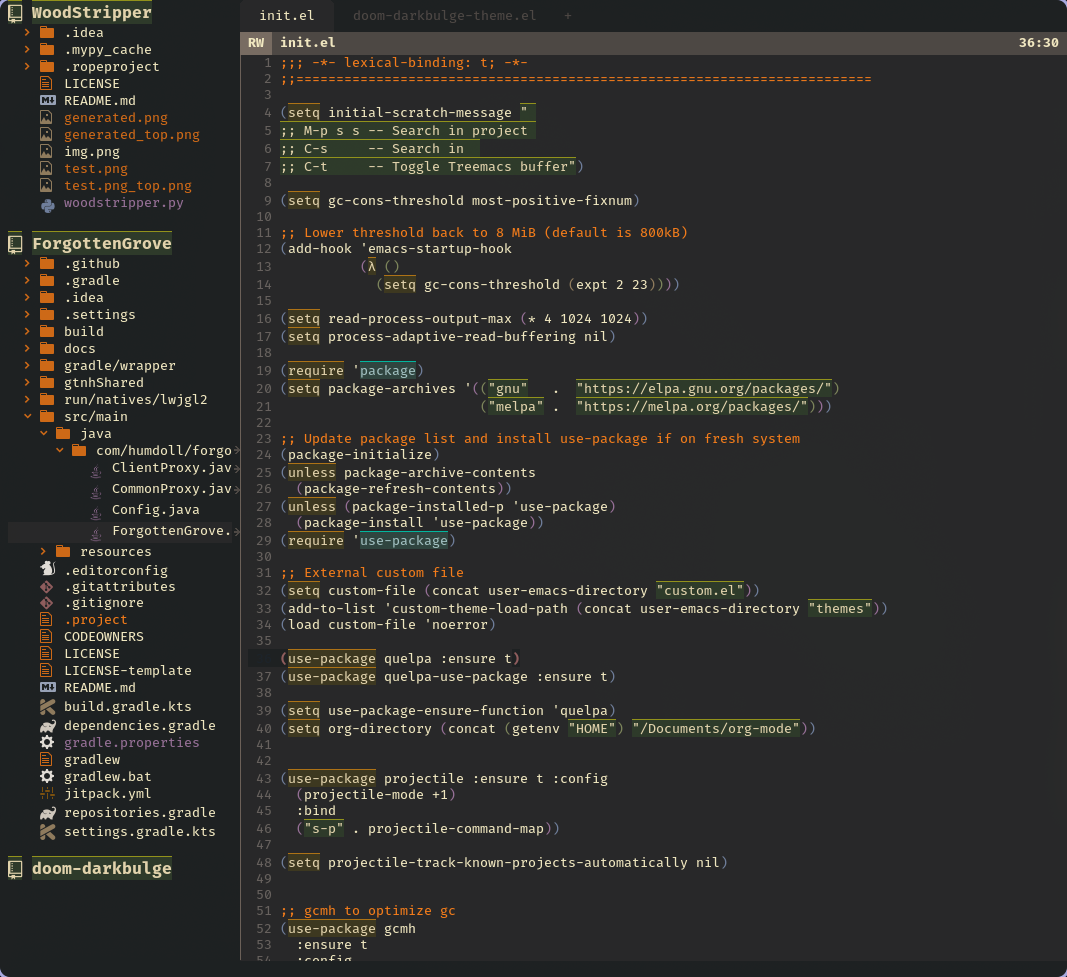 WoodStripper
.idea
.mypy_cache
.ropeproject
LICENSE
README.md
generated.png
generated_top.png
img.png
test.png
test.png_top.png
woodstripper.py
ForgottenGrove
.github
.gradle
.idea
.settings
build
docs
gradle/wrapper
gtnhShared
run/natives/lwjgl2
src/main
java
com/humdoll/forgo
ClientProxy.jav
CommonProxy.jav
Config.java
ForgottenGrove.
resources
.editorconfig
.gitattributes
.gitignore
.project
CODEOWNERS
LICENSE
LICENSE-template
README.md
build.gradle.kts
dependencies.gradle
gradle.properties
gradlew
gradlew.bat
jitpack.yml
repositories.gradle
settings.gradle.kts
doom-darkbulge
init.el doom-darkbulge-theme.el +
RW init.el 36:30
1 ;;; -*- lexical-binding: t; -*-
2 ;;========================================================================
3
4 (setq initial-scratch-message "
5 ;; M-p s s -- Search in project
6 ;; C-s     -- Search in
7 ;; C-t     -- Toggle Treemacs buffer")
8
9 (setq gc-cons-threshold most-positive-fixnum)
10
11 ;; Lower threshold back to 8 MiB (default is 800kB)
12 (add-hook 'emacs-startup-hook
13           (λ ()
14             (setq gc-cons-threshold (expt 2 23))))
15
16 (setq read-process-output-max (* 4 1024 1024))
17 (setq process-adaptive-read-buffering nil)
18
19 (require 'package)
20 (setq package-archives '(("gnu"   .  "https://elpa.gnu.org/packages/")
21                          ("melpa" .  "https://melpa.org/packages/")))
22
23 ;; Update package list and install use-package if on fresh system
24 (package-initialize)
25 (unless package-archive-contents
26   (package-refresh-contents))
27 (unless (package-installed-p 'use-package)
28   (package-install 'use-package))
29 (require 'use-package)
30
31 ;; External custom file
32 (setq custom-file (concat user-emacs-directory "custom.el"))
33 (add-to-list 'custom-theme-load-path (concat user-emacs-directory "themes"))
34 (load custom-file 'noerror)
35
(use-package quelpa :ensure t)
37 (use-package quelpa-use-package :ensure t)
38
39 (setq use-package-ensure-function 'quelpa)
40 (setq org-directory (concat (getenv "HOME") "/Documents/org-mode"))
41
42
43 (use-package projectile :ensure t :config
44   (projectile-mode +1)
45   :bind
46   ("s-p" . projectile-command-map))
47
48 (setq projectile-track-known-projects-automatically nil)
49
50
51 ;; gcmh to optimize gc
52 (use-package gcmh
53   :ensure t
54   :config